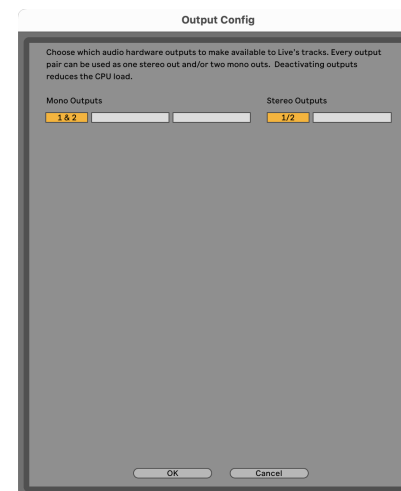 Output Config
Choose which audio hardware outputs to make available to Live's tracks. Every output
pair can be used as one stereo out and/or two mono outs.  Deactivating outputs
reduces the CPU load.
Mono Outputs
Stereo Outputs
1 & 2
1/2
OK
Cancel